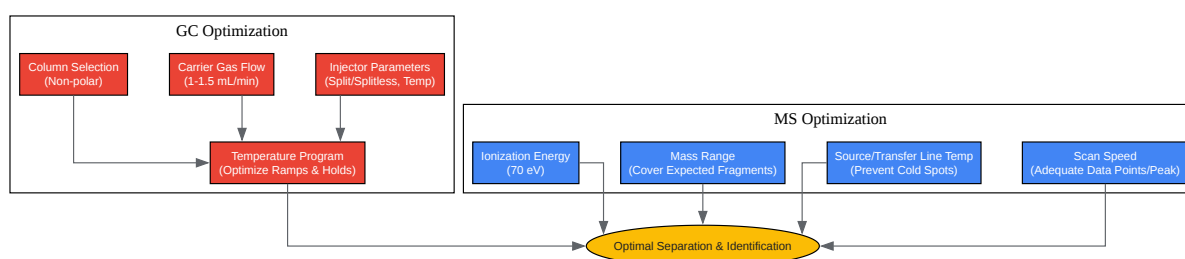 GC Optimization
Column Selection
(Non-polar)
Carrier Gas Flow
(1-1.5 mL/min)
Injector Parameters
(Split/Splitless, Temp)
Temperature Program
(Optimize Ramps & Holds)
MS Optimization
Ionization Energy
(70 eV)
Mass Range
(Cover Expected Fragments)
Source/Transfer Line Temp
(Prevent Cold Spots)
Scan Speed
(Adequate Data Points/Peak)
Optimal Separation & Identification